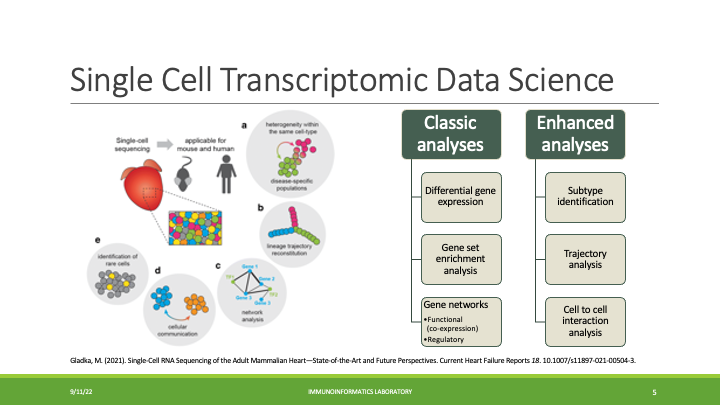 Single Cell Transcriptomic Data Science
Single-cell
sequencing
applicable for
mouse and human
a
heterogeneity within
the same cell-type
disease-specific
populations
b
lineage trajectory
reconstitution
c
Gene 1
TF1
Gene 2
TF2
Gene 3
network
analysis
d
cellular
communication
e
identification of
rare cells
Classic
analyses
Differential gene
expression
Gene set
enrichment
analysis
Gene networks
•Functional
(co-expression)
•Regulatory
Enhanced
analyses
Subtype
identification
Trajectory
analysis
Cell to cell
interaction
analysis
Gladka, M. (2021). Single-Cell RNA Sequencing of the Adult Mammalian Heart—State-of-the-Art and Future Perspectives. Current Heart Failure Reports 18. 10.1007/s11897-021-00504-3.
9/11/22
IMMUNOINFORMATICS LABORATORY
5